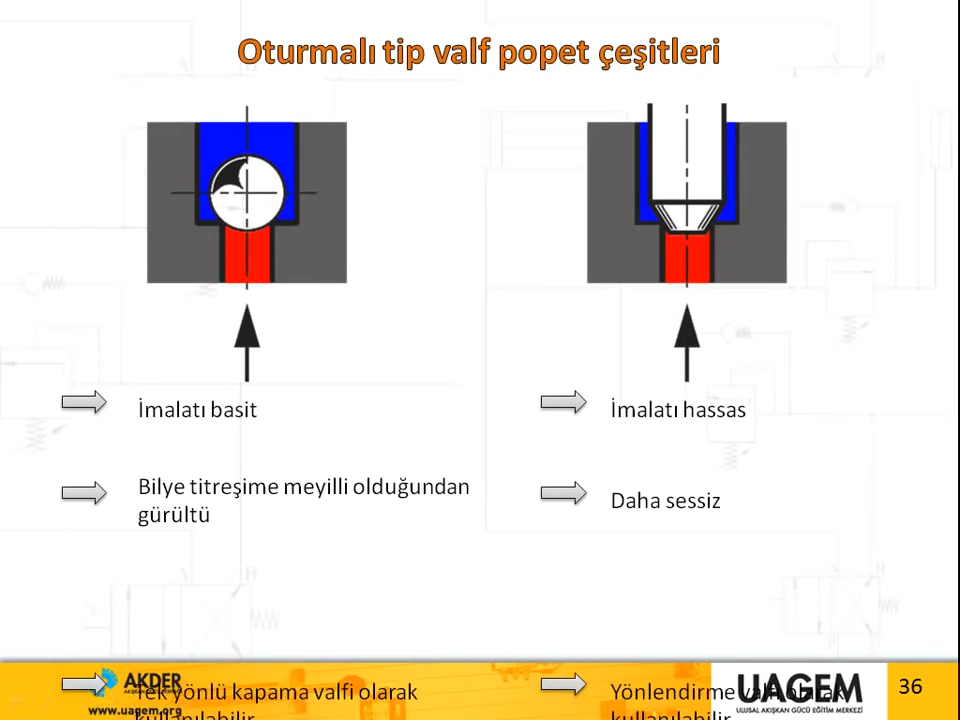 Oturmalı tip valf popet çeşitleri
İmalatı basit
Bilye titreşime meyilli olduğundan
gürültü
Tek yönlü kapama valfi olarak
kullanılabilir
İmalatı hassas
Daha sessiz
Yönlendirme valfi olarak
kullanılabilir
AKDER
www.uagem.org
UAGEM
ULUSAL AKIŞKAN GÜCÜ EĞİTİM MERKEZİ
36